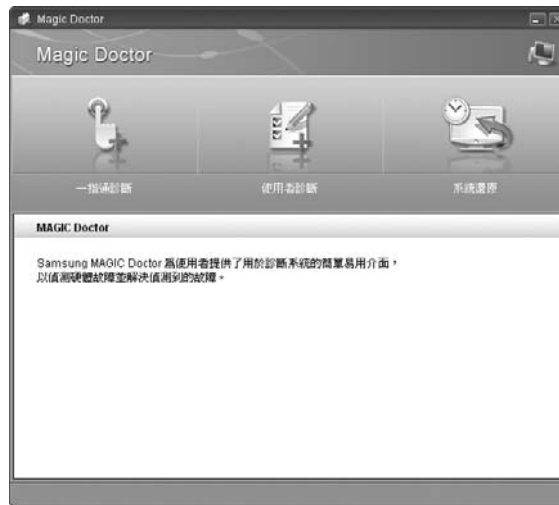 Magic Doctor
Magic Doctor
一指通診斷
使用者診斷
系統還原
MAGIC Doctor
Samsung MAGIC Doctor 為使用者提供了用於診斷系統的簡單易用介面，
以偵測硬體故障並解決偵測到的故障。